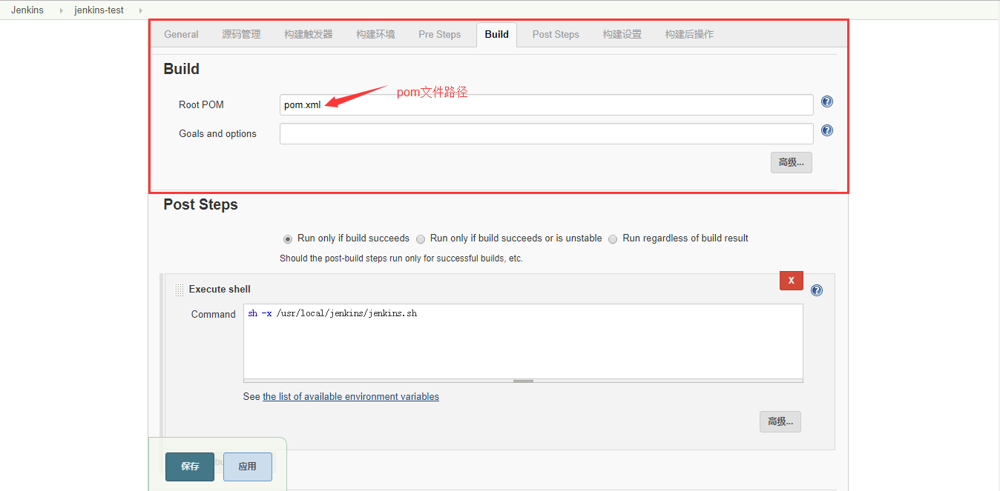 Jenkins jenkins-test
General 源码管理 构建触发器 构建环境 Pre Steps Build Post Steps 构建设置 构建后操作
Build
pom文件路径
Root POM pom.xml
Goals and options
高级...
Post Steps
Run only if build succeeds Run only if build succeeds or is unstable Run regardless of build result
Should the post-build steps run only for successful builds, etc.
X
Execute shell
Command sh -x /usr/local/jenkins/jenkins.sh
See the list of available environment variables
高级...
保存 应用